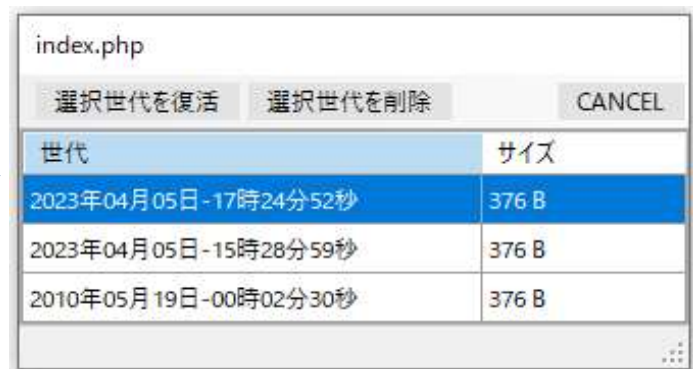 index.php
選択世代を復活 選択世代を削除 CANCEL
世代 サイズ
2023年04月05日-17時24分52秒 376 B
2023年04月05日-15時28分59秒 376 B
2010年05月19日-00時02分30秒 376 B